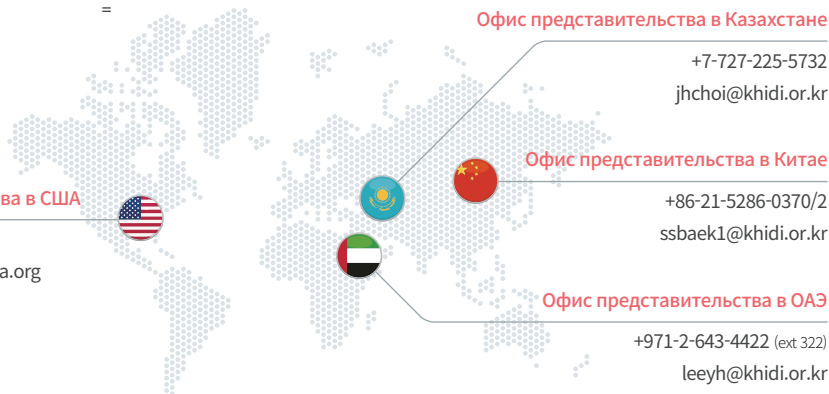 =
Офис представительства в Казахстане
+7-727-225-5732
jhchoi@khidi.or.kr
Офис представительства в Китае
+86-21-5286-0370/2
ssbaek1@khidi.or.kr
ва в США
a.org
Офис представительства в ОАЭ
+971-2-643-4422 (ext 322)
leeyh@khidi.or.kr